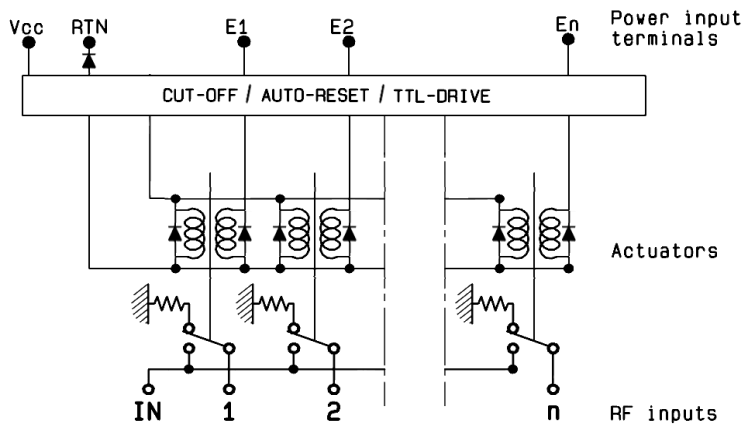 Vcc RTN E1 E2 En Power input
terminals
CUT-OFF / AUTO-RESET / TTL-DRIVE
Actuators
IN 1 2 n RF inputs